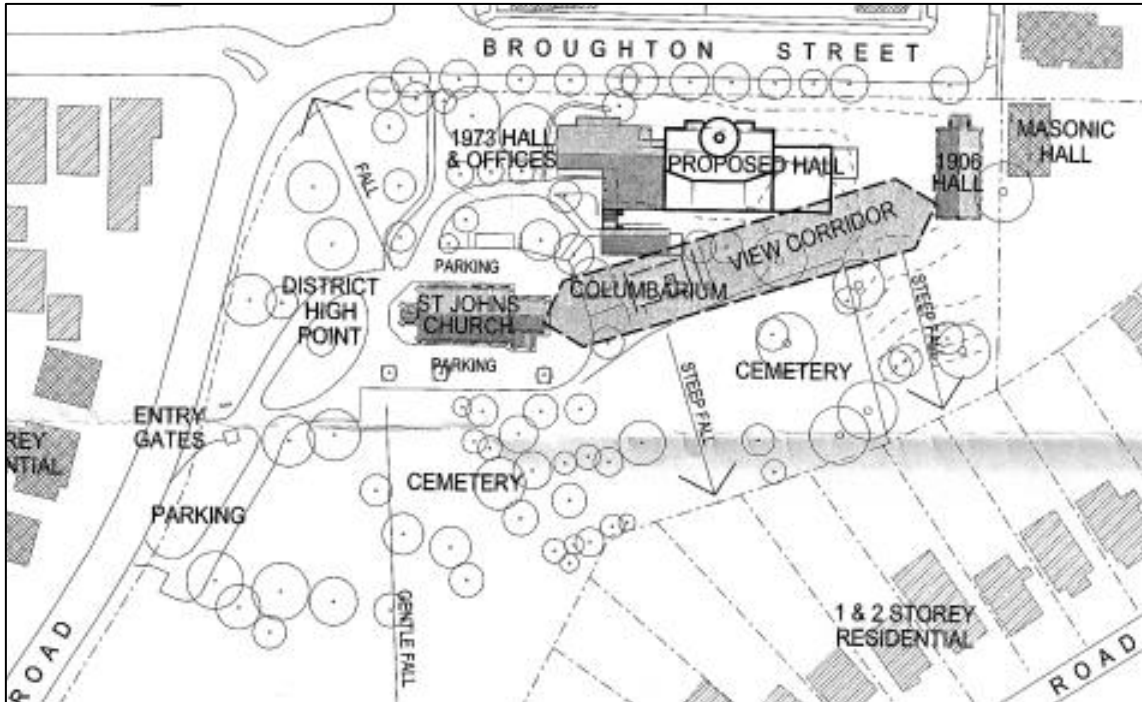 BROUGHTON STREET
1973 HALL
& OFFICES
PROPOSED HALL
1906
HALL
MASONIC
HALL
FALL
VIEW CORRIDOR
PARKING
COLUMBARIUM
DISTRICT
HIGH
POINT
ST JOHNS
CHURCH
PARKING
STEEP FALL
STEEP FALL
CEMETERY
ENTRY
GATES
REY
NTIAL
CEMETERY
PARKING
GENTLE FALL
1 & 2 STOREY
RESIDENTIAL
ROAD
ROAD